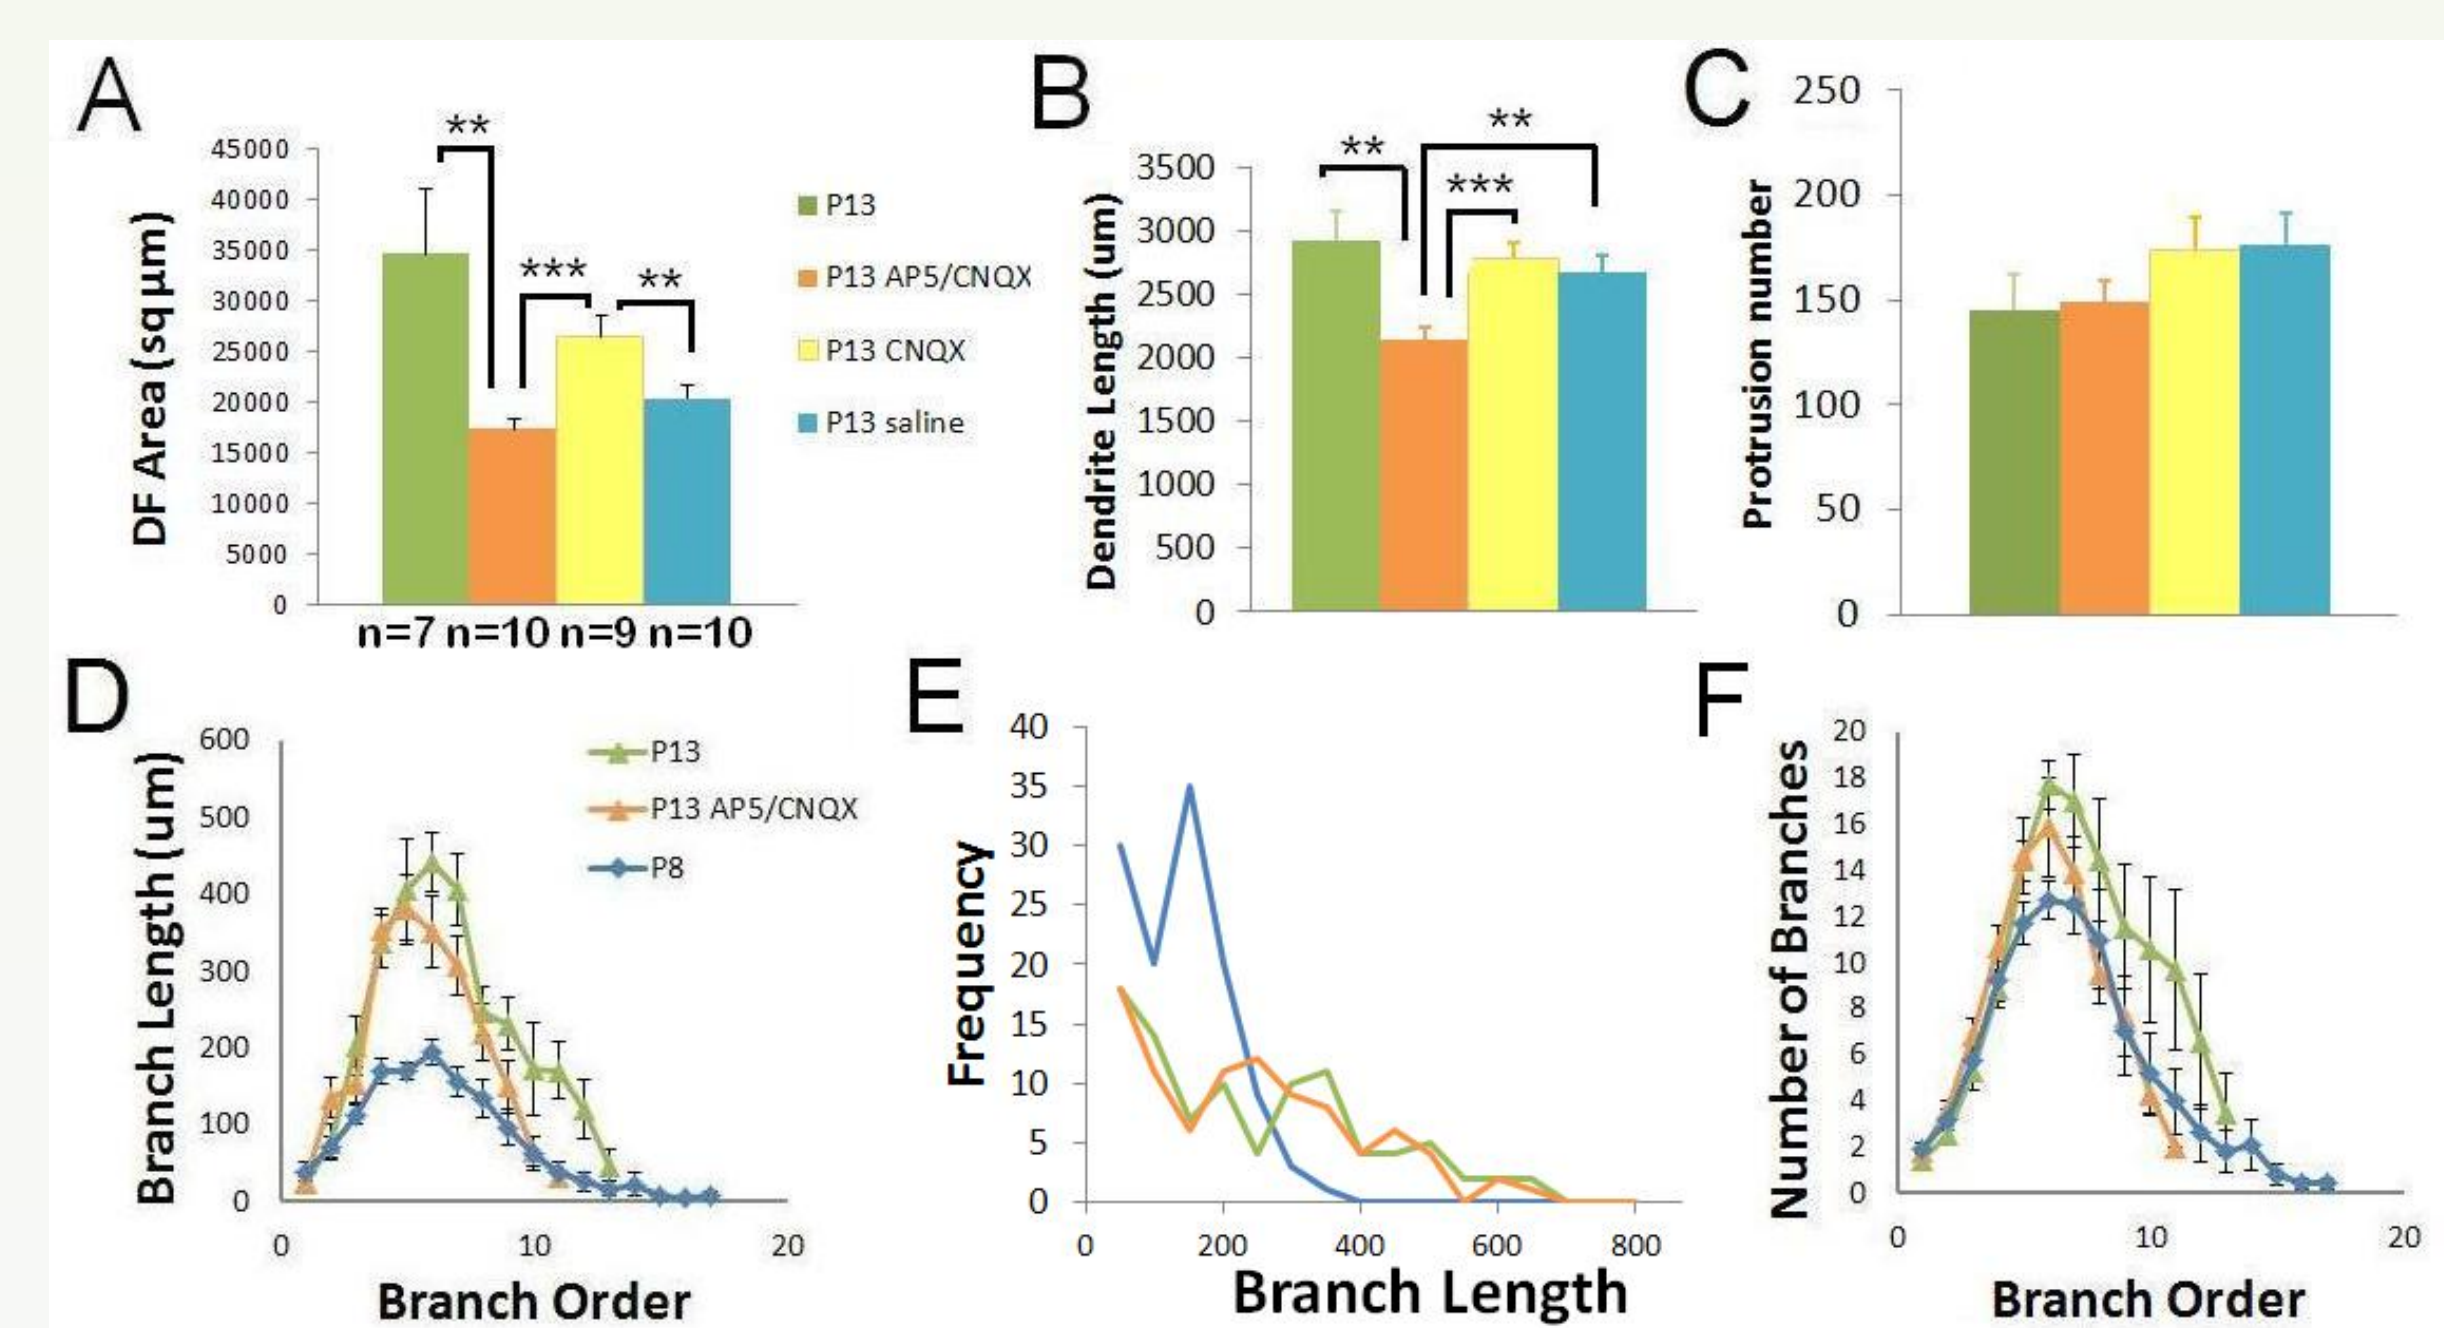 A
**
***
**
45000
40000
35000
30000
25000
20000
15000
10000
5000
0
DF Area (sq µm)
n=7 n=10 n=9 n=10
P13
P13 AP5/CNQX
P13 CNQX
P13 saline
B
**
**
***
3500
3000
2500
2000
1500
1000
500
0
Dendrite Length (um)
C
250
200
150
100
50
0
Protrusion number
D
600
500
400
300
200
100
0
Branch Length (um)
P13
P13 AP5/CNQX
P8
0 10 20
Branch Order
E
40
35
30
25
20
15
10
5
0
Frequency
0 200 400 600 800
Branch Length
F
20
18
16
14
12
10
8
6
4
2
0
Number of Branches
0 10 20
Branch Order